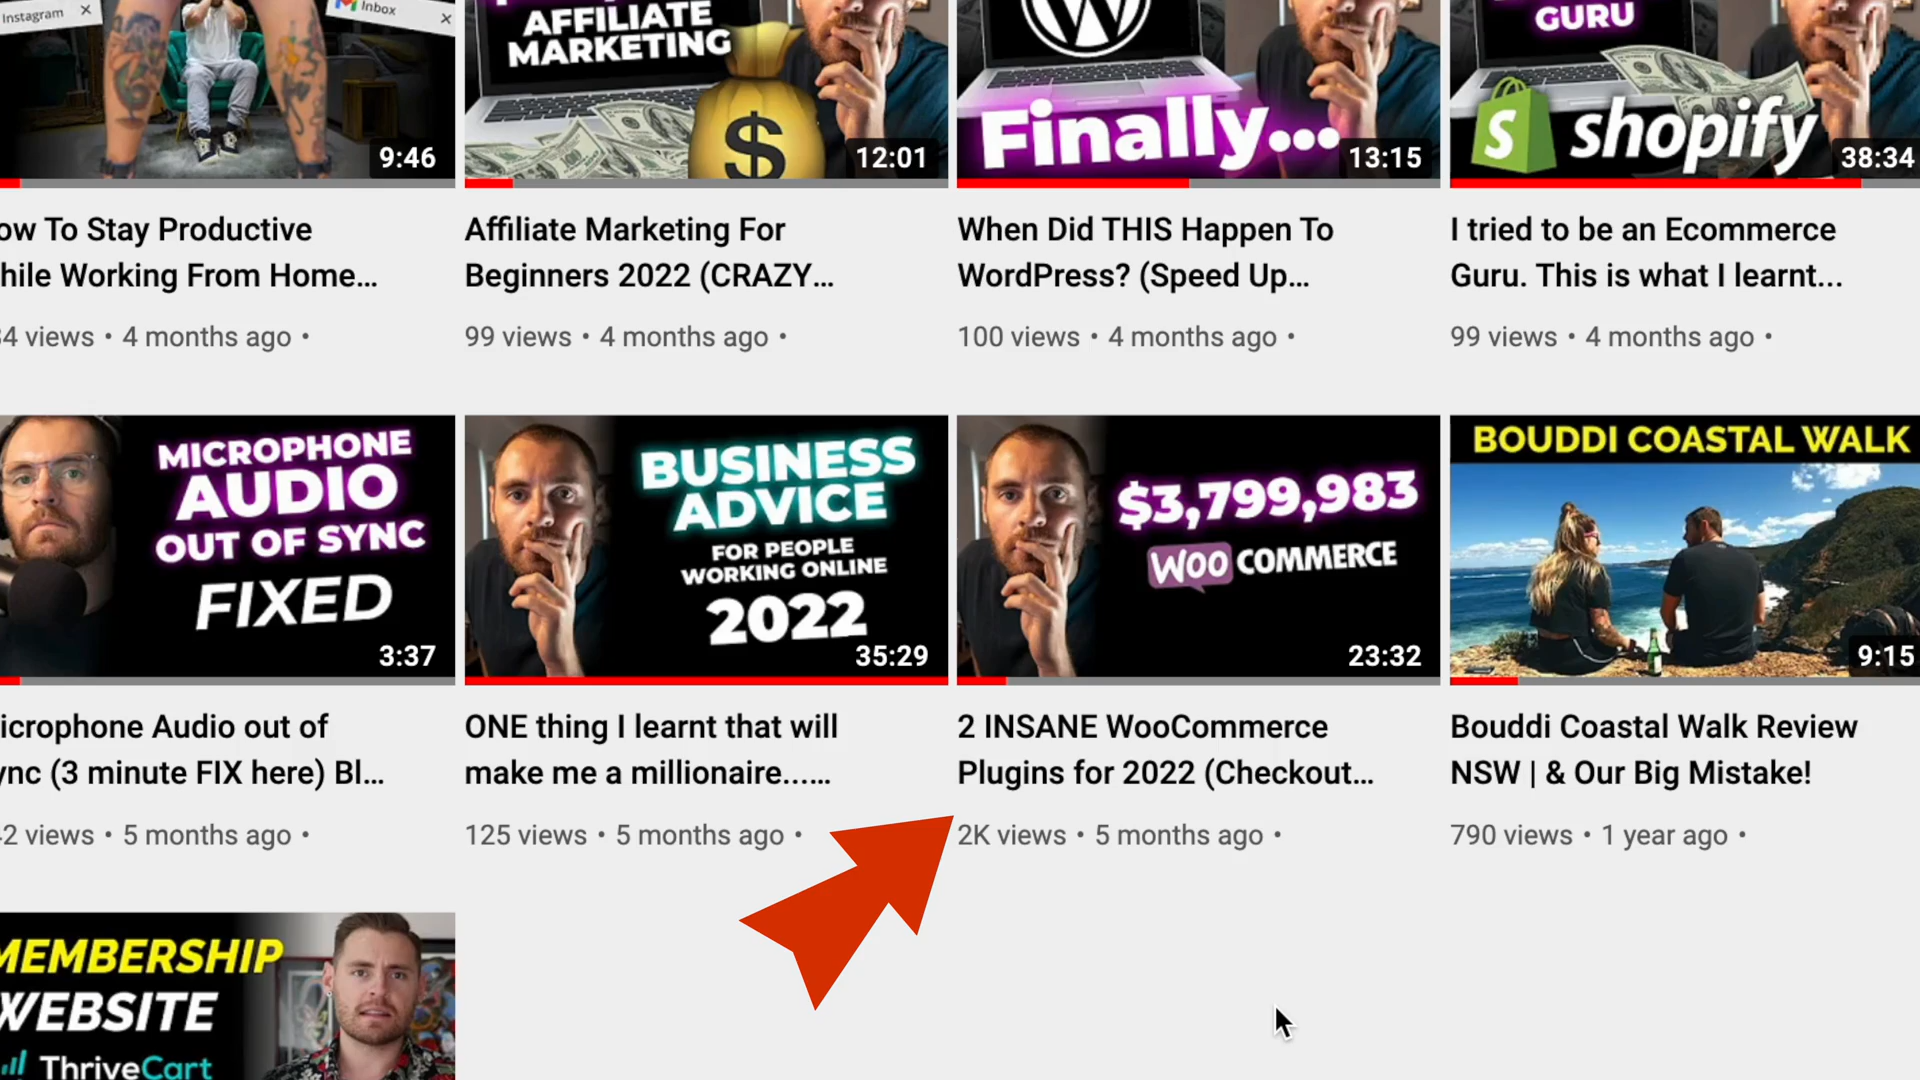 Instagram
Inbox
AFFILIATE
MARKETING
Finally...
GURU
shopify
9:46
12:01
13:15
38:34
ow To Stay Productive
hile Working From Home...
4 views • 4 months ago •
Affiliate Marketing For
Beginners 2022 (CRAZY...
99 views • 4 months ago •
When Did THIS Happen To
WordPress? (Speed Up...
100 views • 4 months ago •
I tried to be an Ecommerce
Guru. This is what I learnt...
99 views • 4 months ago •
MICROPHONE
AUDIO
OUT OF SYNC
FIXED
3:37
BUSINESS
ADVICE
FOR PEOPLE
WORKING ONLINE
2022
35:29
$3,799,983
WOO COMMERCE
23:32
BOUDDI COASTAL WALK
9:15
icrophone Audio out of
ync (3 minute FIX here) Bl...
2 views • 5 months ago •
ONE thing I learnt that will
make me a millionaire......
125 views • 5 months ago •
2 INSANE WooCommerce
Plugins for 2022 (Checkout...
2K views • 5 months ago •
Bouddi Coastal Walk Review
NSW | & Our Big Mistake!
790 views • 1 year ago •
MEMBERSHIP
WEBSITE
ThriveCart